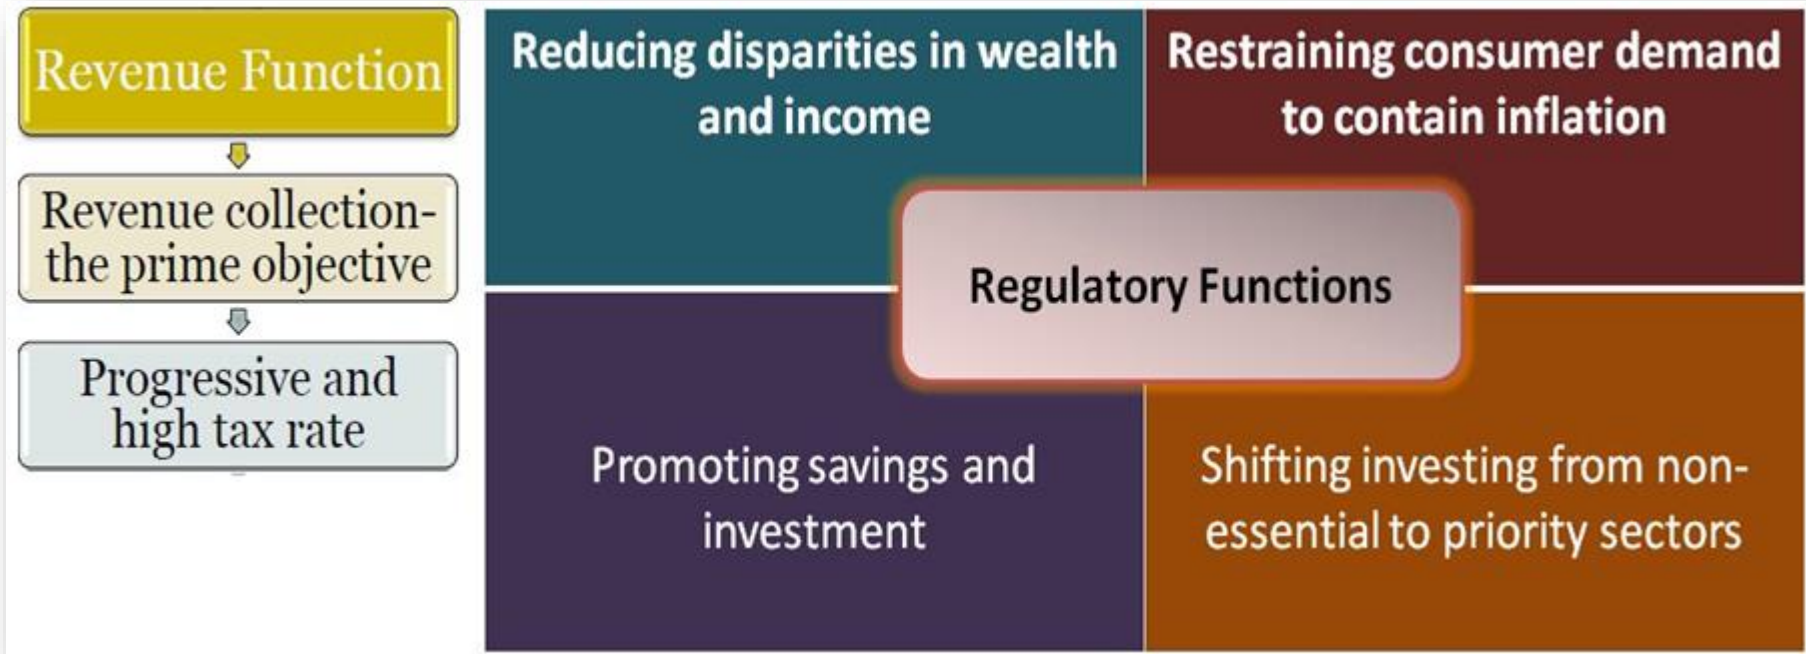 Revenue Function
Revenue collection-
the prime objective
Progressive and
high tax rate
Reducing disparities in wealth
and income
Restraining consumer demand
to contain inflation
Regulatory Functions
Promoting savings and
investment
Shifting investing from non-
essential to priority sectors